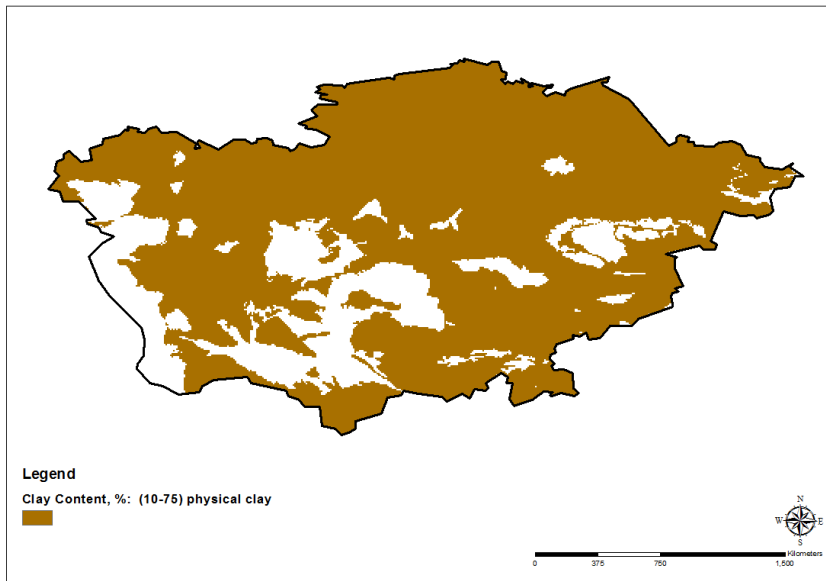 Legend
Clay Content, %: (10-75) physical clay
N
W E
S
Kilometers
0 375 750 1,500